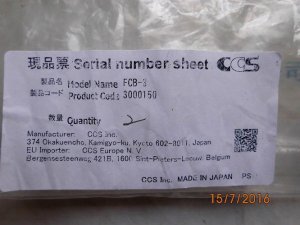 現品票 Serial number sheet CCS
製品名 Model Name FCB-3
製品コード Product Code 3000150
数量 Quantity 2
Manufacturer: CCS Inc.
374 Okakuencho, Kamigyo-ku, Kyoto 602-8011, Japan
EU Importer: CCS Europe N.V.
Bergensesteenweg 421B, 1600 Sint-Pieters-Leeuw, Belgium
CCS Inc. MADE IN JAPAN PS
15/7/2016